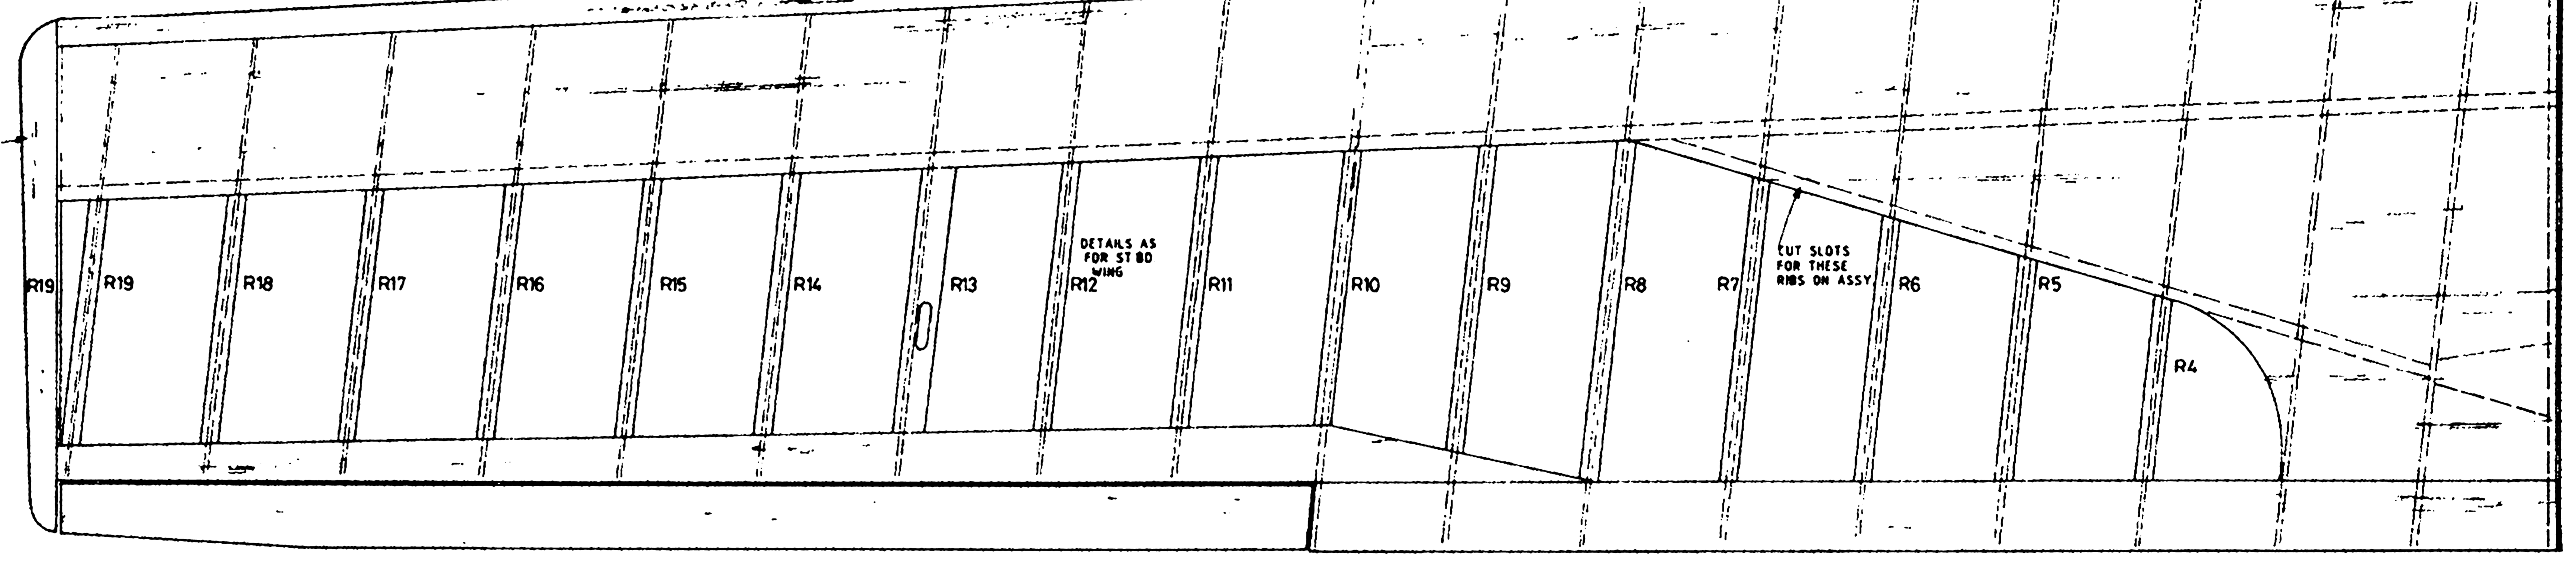 DETAILS AS
FOR STBD
WING
CUT SLOTS
FOR THESE
RIBS ON ASSY
R19
R19
R18
R17
R16
R15
R14
R13
R12
R11
R10
R9
R8
R7
R6
R5
R4